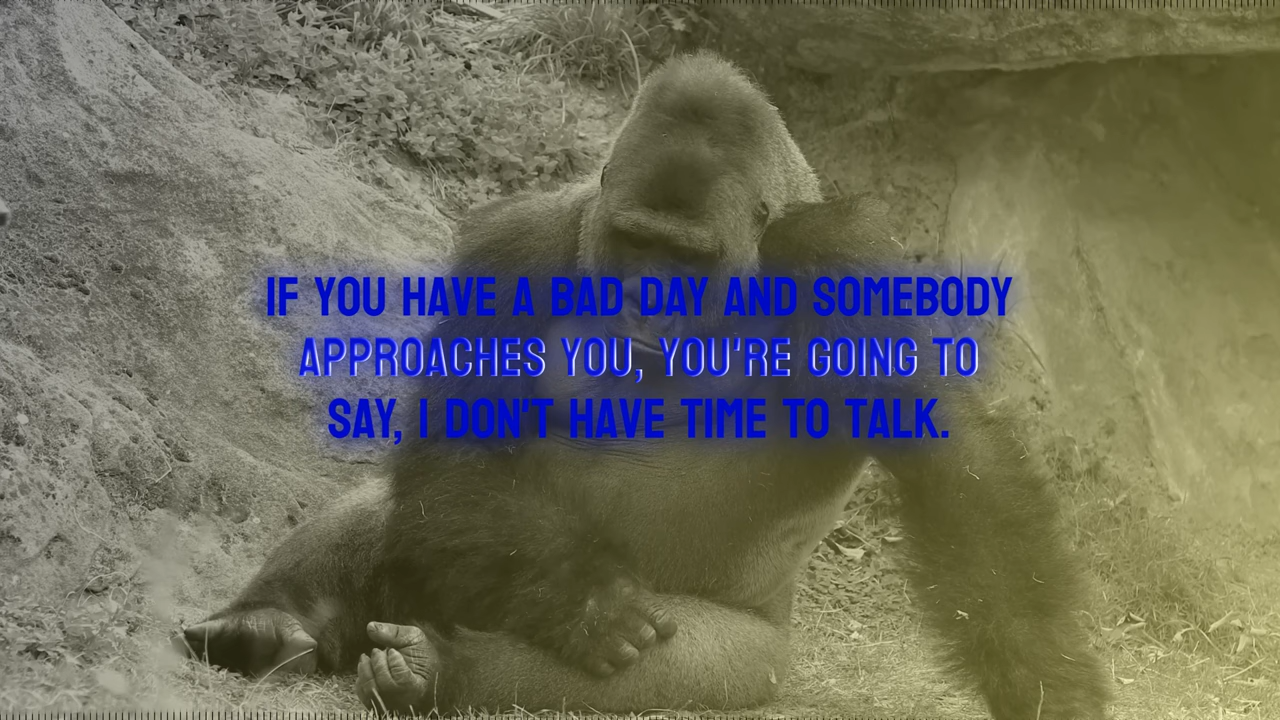 IF YOU HAVE A BAD DAY AND SOMEBODY
APPROACHES YOU, YOU'RE GOING TO
SAY, I DON'T HAVE TIME TO TALK.